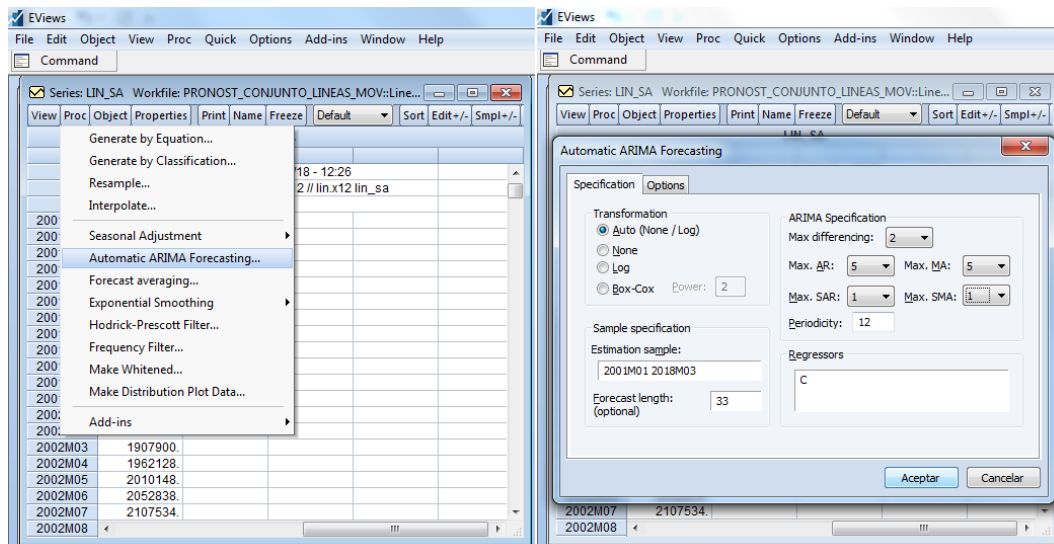 EViews
File Edit Object View Proc Quick Options Add-ins Window Help
Command
Series: LIN_SA Workfile: PRONOST_CONJUNTO_LINEAS_MOV::Line...
View Proc Object Properties Print Name Freeze Default Sort Edit+/- Smpl+/-
Generate by Equation...
Generate by Classification...
Resample...
Interpolate...
Seasonal Adjustment
Automatic ARIMA Forecasting...
Forecast averaging...
Exponential Smoothing
Hodrick-Prescott Filter...
Frequency Filter...
Make Whitened...
Make Distribution Plot Data...
Add-ins
/18 - 12:26
2 // lin.x12 lin_sa
2002M03 1907900.
2002M04 1962128.
2002M05 2010148.
2002M06 2052838.
2002M07 2107534.
2002M08
EViews
File Edit Object View Proc Quick Options Add-ins Window Help
Command
Series: LIN_SA Workfile: PRONOST_CONJUNTO_LINEAS_MOV::Line...
View Proc Object Properties Print Name Freeze Default Sort Edit+/- Smpl+/-
LIN_SA
Automatic ARIMA Forecasting
Specification Options
Transformation
Auto (None / Log)
None
Log
Box-Cox Power: 2
Sample specification
Estimation sample:
2001M01 2018M03
Forecast length: 33
(optional)
ARIMA Specification
Max differencing: 2
Max. AR: 5 Max. MA: 5
Max. SAR: 1 Max. SMA: 1
Periodicity: 12
Regressors
C
Aceptar Cancelar
2002M07 2107534.
2002M08